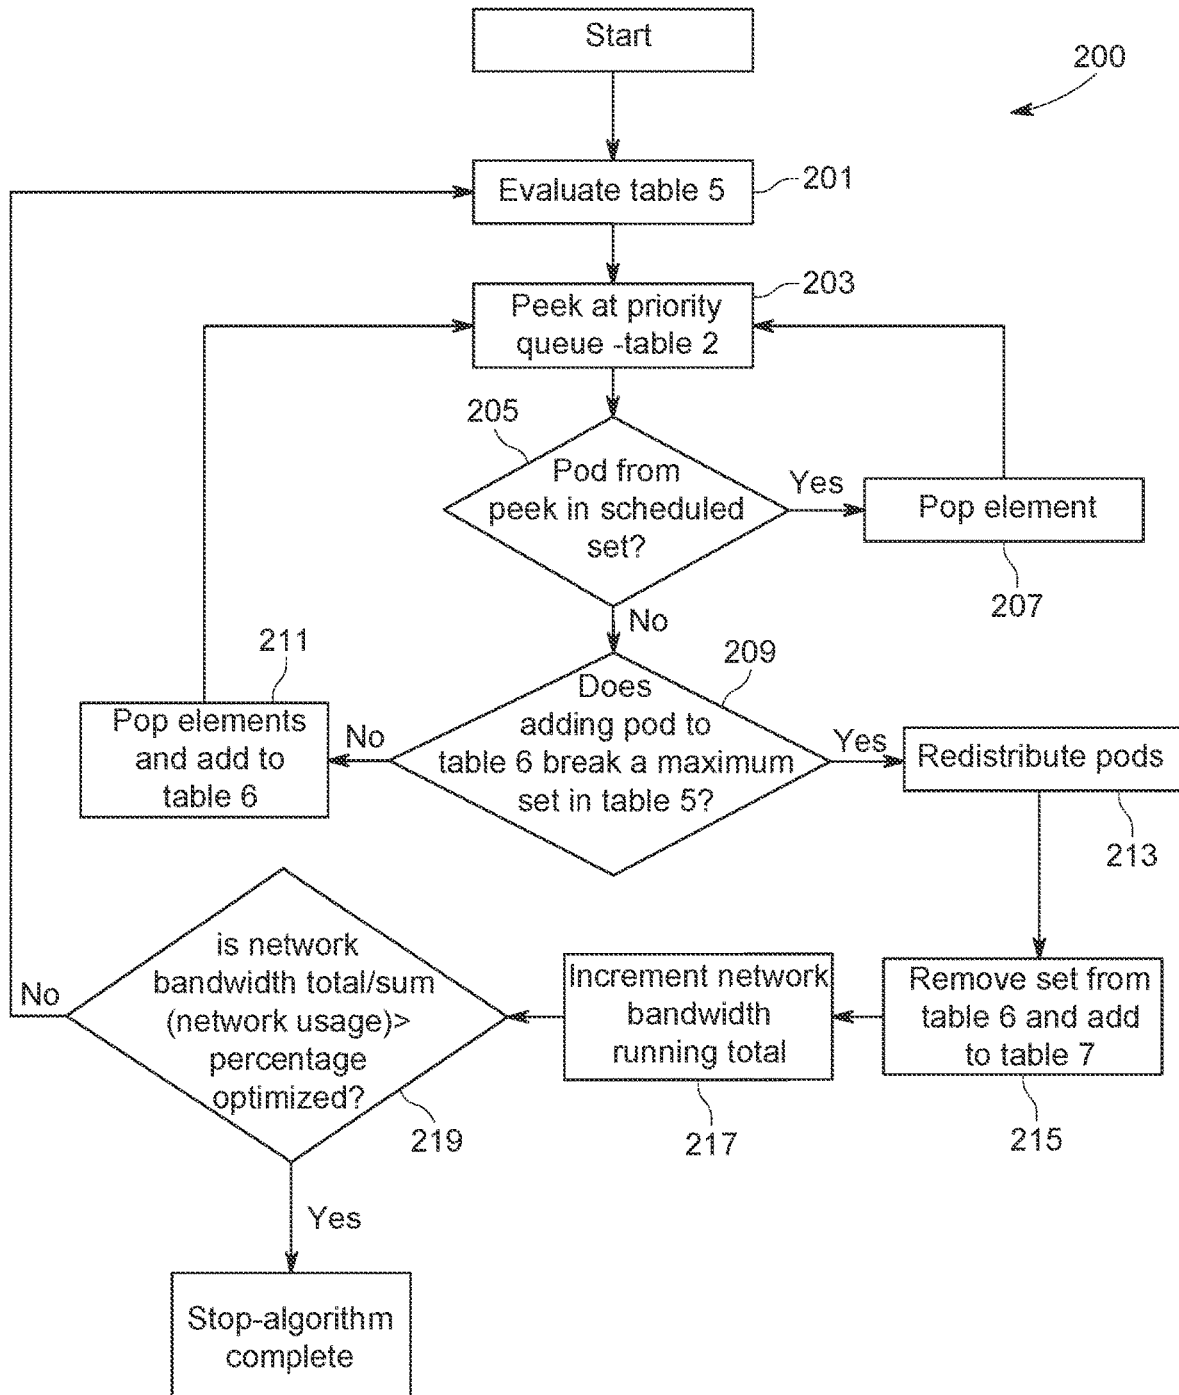 Start
200
Evaluate table 5
201
203
Peek at priority
queue -table 2
205
Pod from
peek in scheduled
set?
Yes
Pop element
207
No
211
209
Pop elements
and add to
table 6
No
Does
adding pod to
table 6 break a maximum
set in table 5?
Yes
Redistribute pods
213
is network
bandwidth total/sum
(network usage)>
percentage
optimized?
No
219
Increment network
bandwidth
running total
217
Remove set from
table 6 and add
to table 7
215
Yes
Stop-algorithm
complete